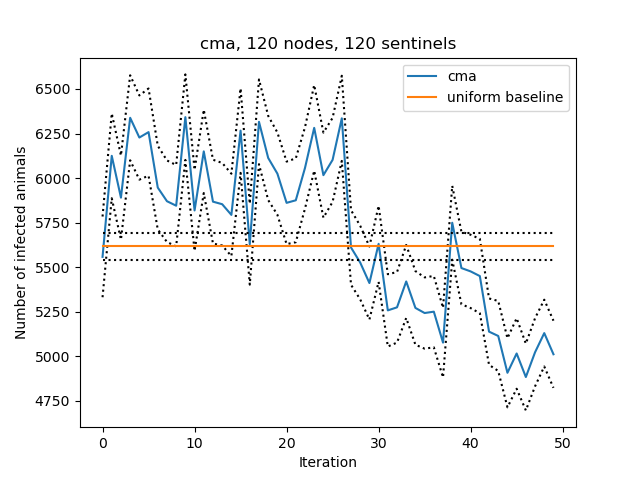 cma, 120 nodes, 120 sentinels
cma
uniform baseline
Number of infected animals
6500
6250
6000
5750
5500
5250
5000
4750
0
10
20
30
40
50
Iteration